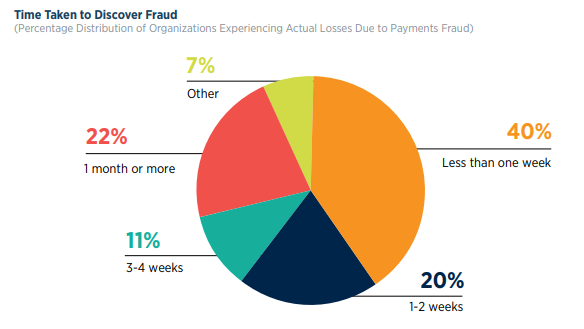 Time Taken to Discover Fraud
(Percentage Distribution of Organizations Experiencing Actual Losses Due to Payments Fraud)
7%
Other
40%
Less than one week
22%
1 month or more
11%
3-4 weeks
20%
1-2 weeks